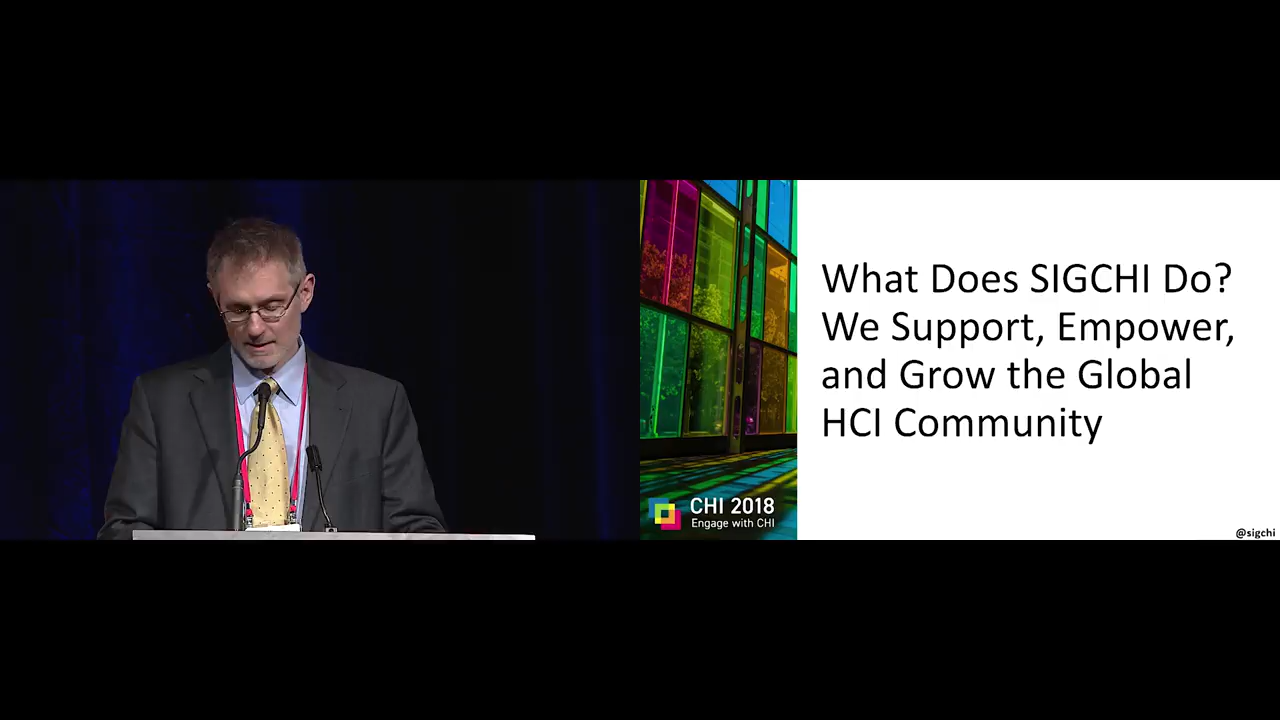 What Does SIGCHI Do?
We Support, Empower,
and Grow the Global
HCI Community
CHI 2018
Engage with CHI
@sigchi